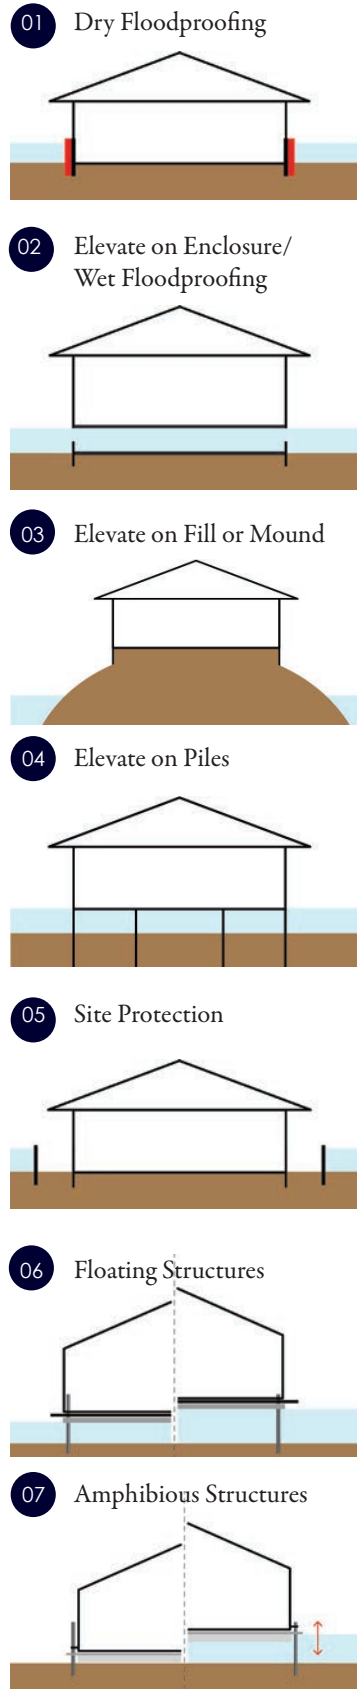 01 Dry Floodproofing
02 Elevate on Enclosure/
Wet Floodproofing
03 Elevate on Fill or Mound
04 Elevate on Piles
05 Site Protection
06 Floating Structures
07 Amphibious Structures